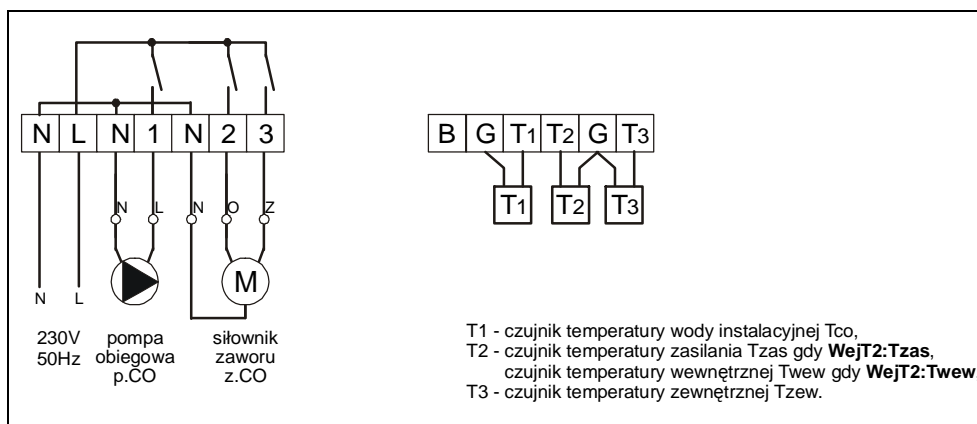 N L N 1 N 2 3
B G T1 T2 G T3
N L N O Z
T1 T2 T3
M
N L
230V
50Hz
pompa
obiegowa
p.CO
siłownik
zaworu
z.CO
T1 - czujnik temperatury wody instalacyjnej Tco,
T2 - czujnik temperatury zasilania Tzas gdy WejT2:Tzas,
czujnik temperatury wewnętrznej Twew gdy WejT2:Twew
T3 - czujnik temperatury zewnętrznej Tzew.